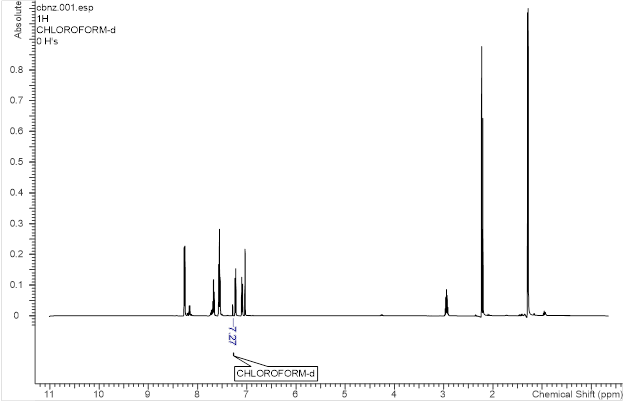 cbnz.001.esp
1H
CHLOROFORM-d
0 H's
Absolute
0.8
0.7
0.6
0.5
0.4
0.3
0.2
0.1
0
7.27
CHLOROFORM-d
11 10 9 8 7 6 5 4 3 2 Chemical Shift (ppm)